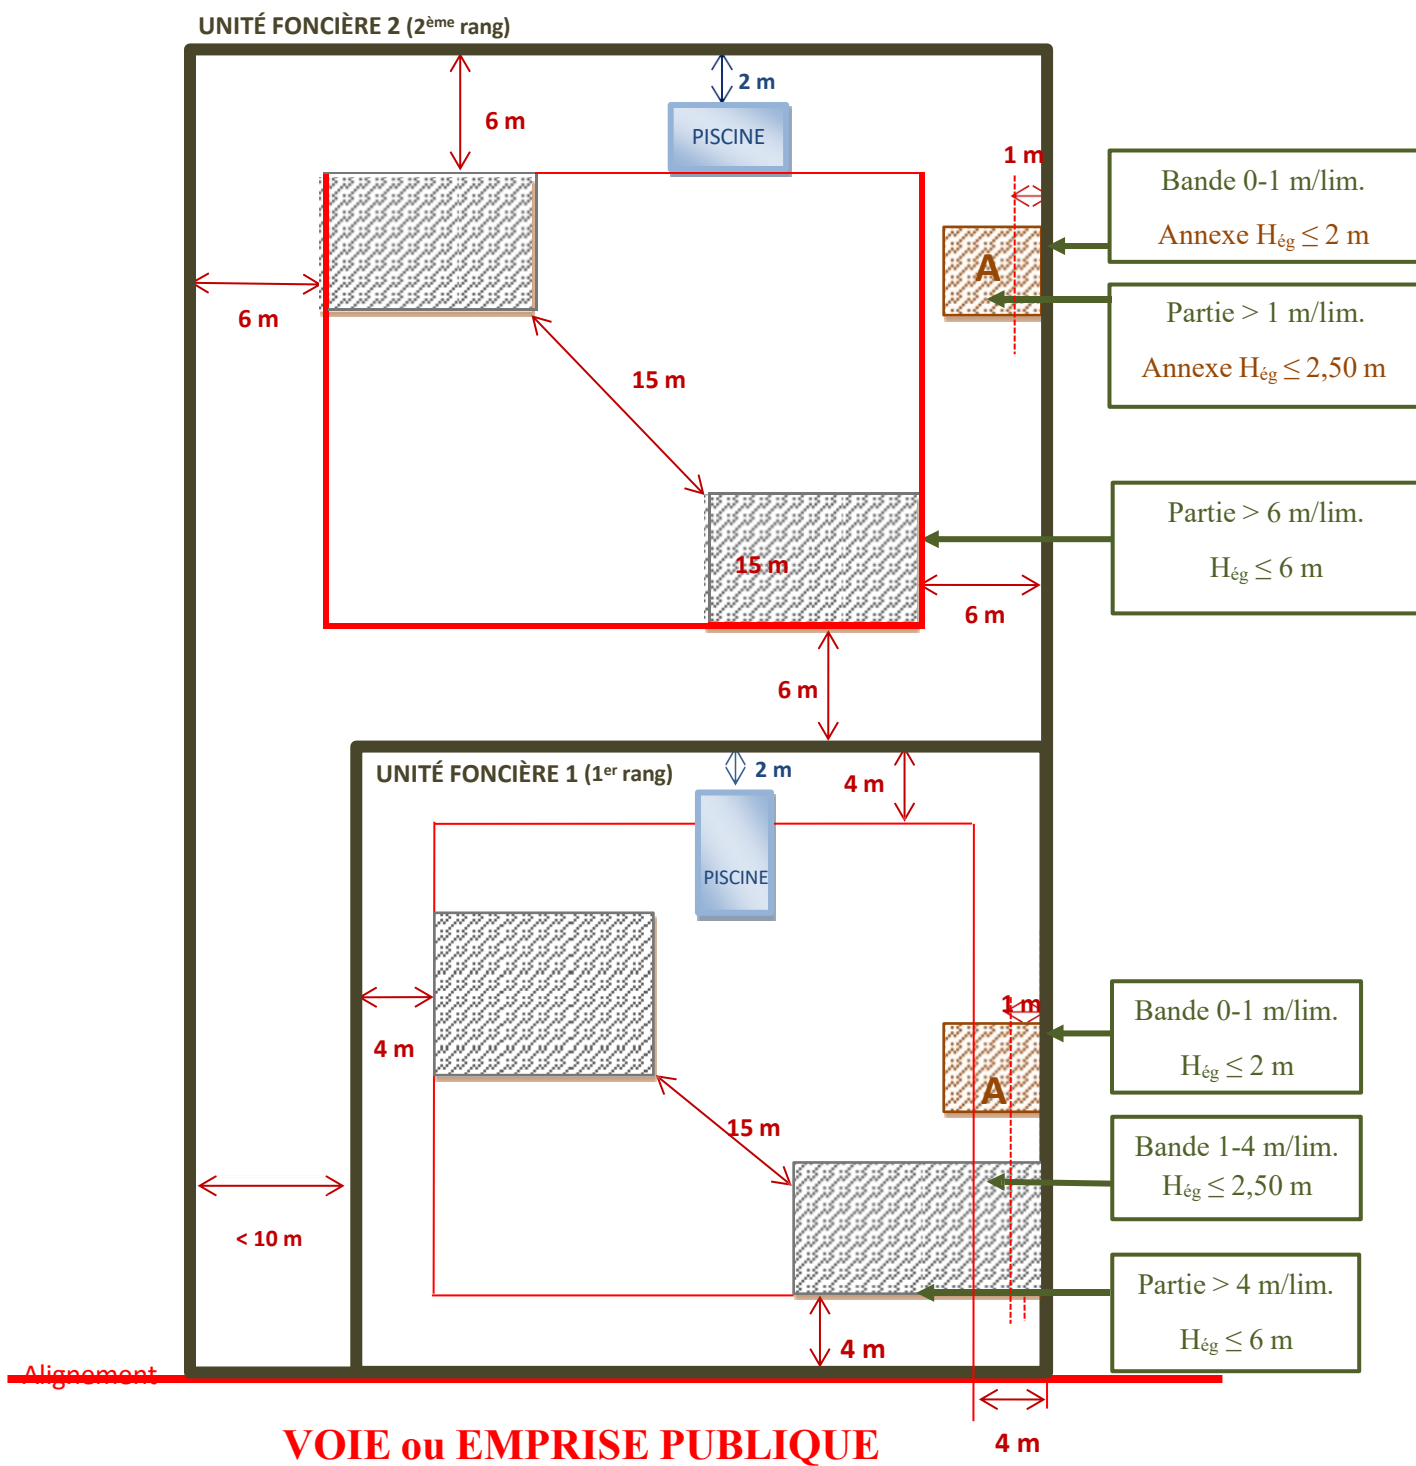 UNITÉ FONCIÈRE 2 (2ème rang)
2 m
6 m
PISCINE
1 m
Bande 0-1 m/lim.
Annexe Hég ≤ 2 m
A
6 m
Partie > 1 m/lim.
Annexe Hég ≤ 2,50 m
15 m
Partie > 6 m/lim.
Hég ≤ 6 m
15 m
6 m
6 m
UNITÉ FONCIÈRE 1 (1er rang)
2 m
4 m
PISCINE
1 m
Bande 0-1 m/lim.
Hég ≤ 2 m
4 m
A
15 m
Bande 1-4 m/lim.
Hég ≤ 2,50 m
< 10 m
Partie > 4 m/lim.
Hég ≤ 6 m
4 m
Alignement
4 m
VOIE ou EMPRISE PUBLIQUE